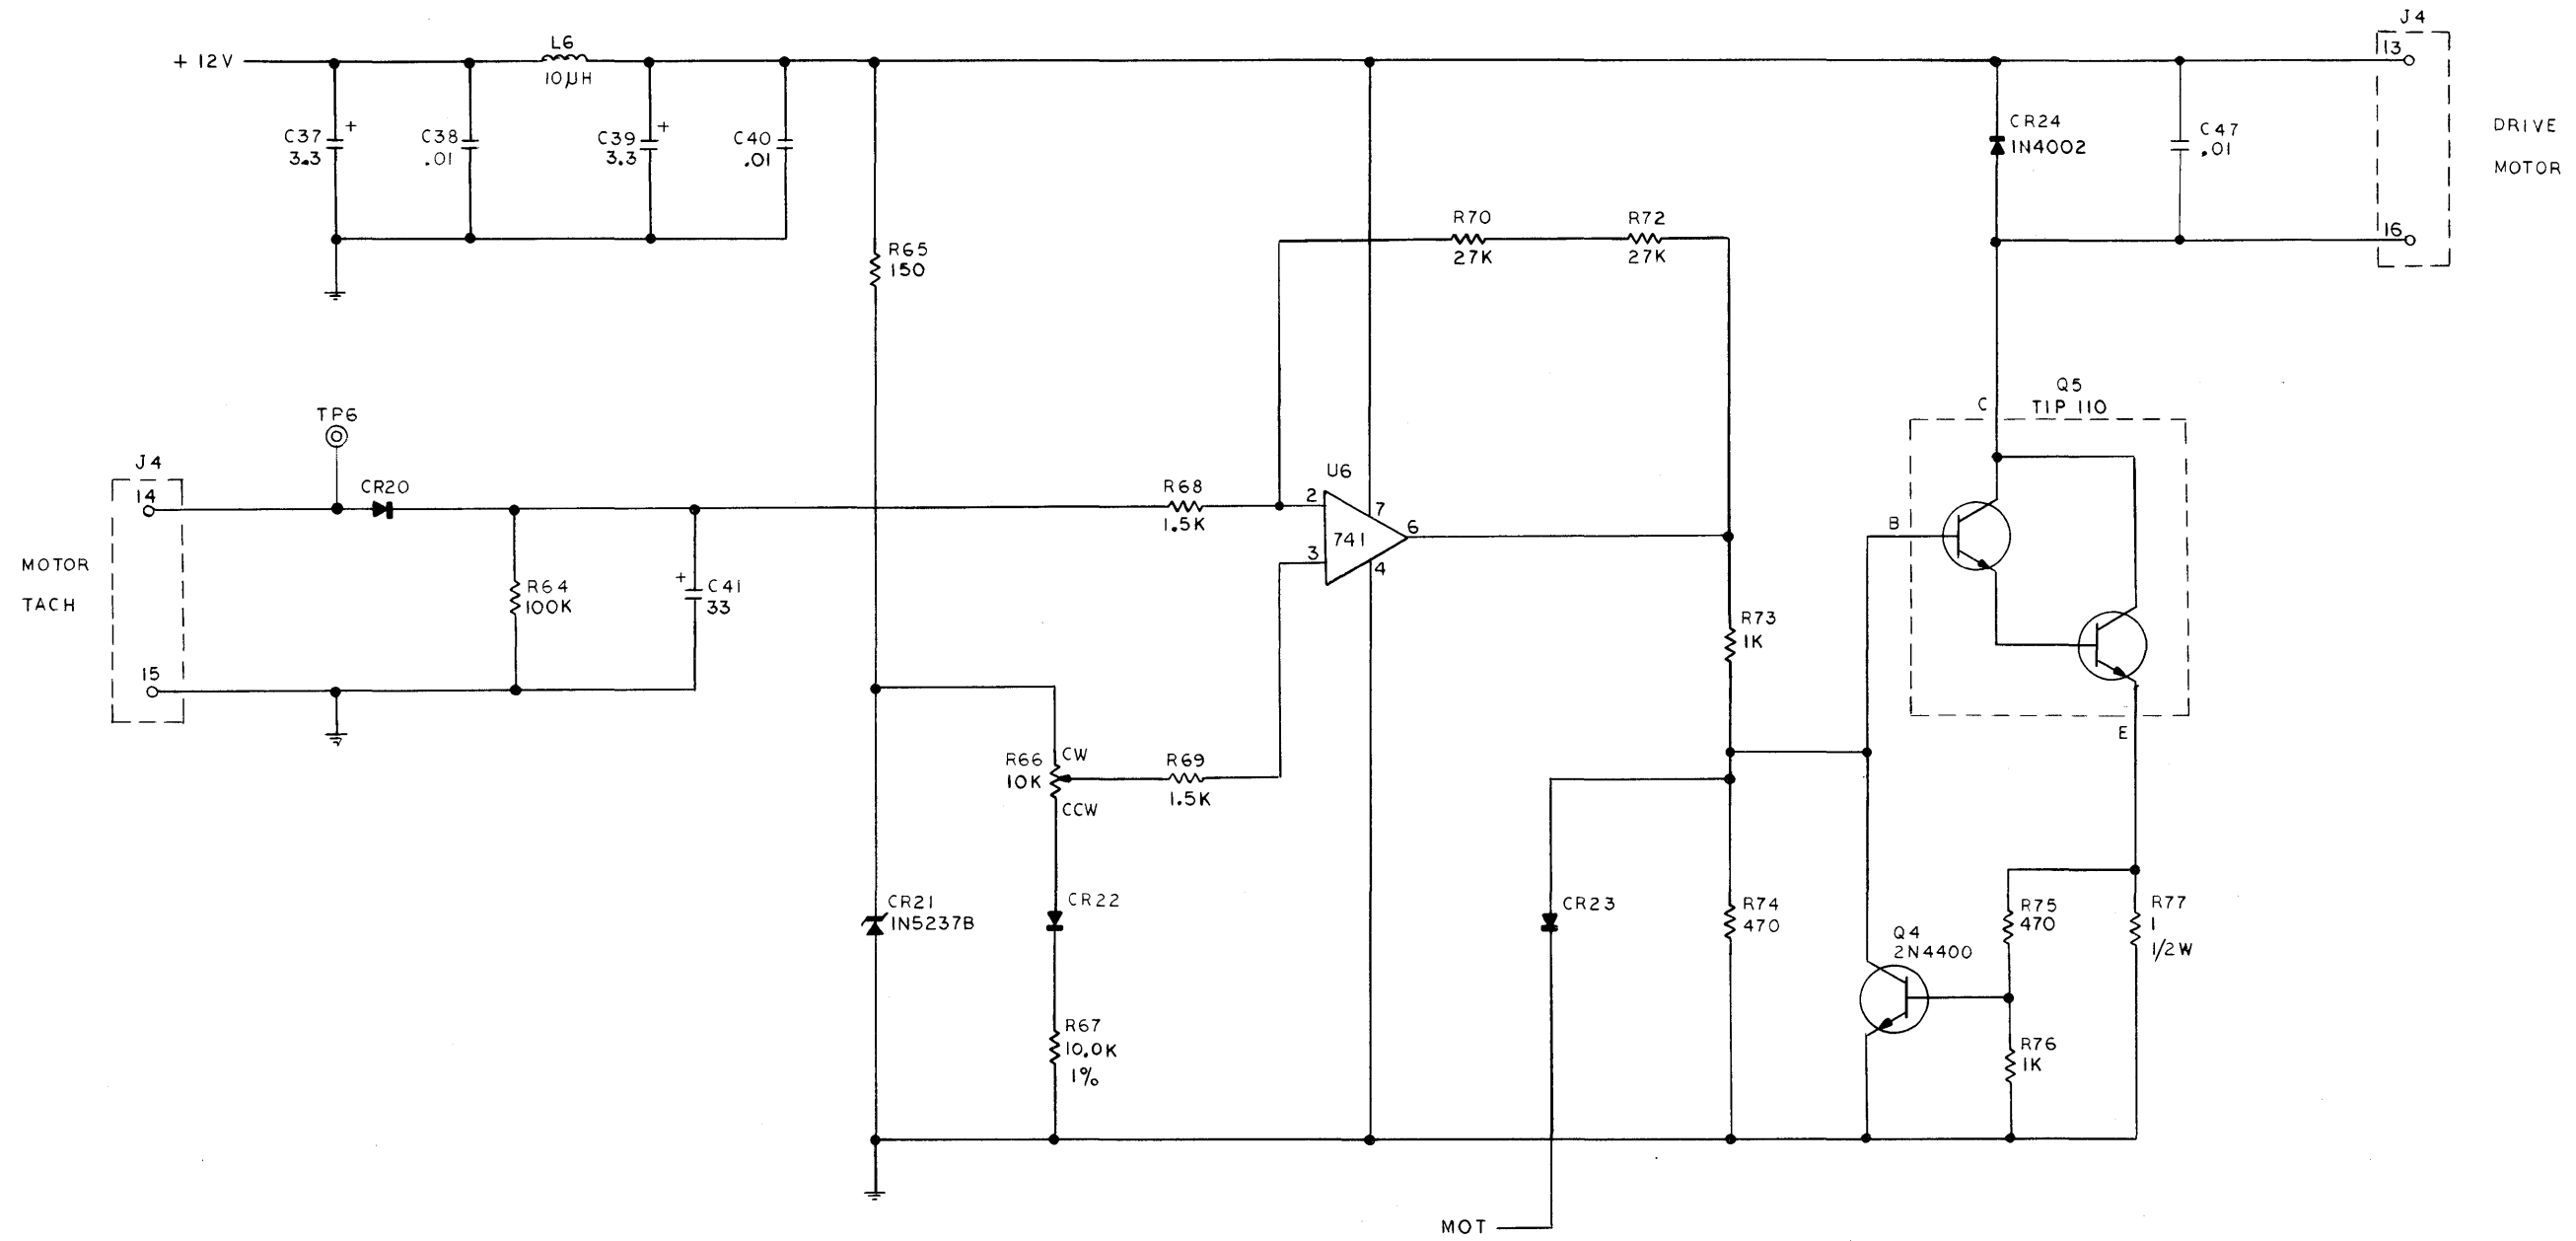 J4
+ 12V
L6
10µH
13
C37
3.3
+
C38
.01
C39
3.3
+
C40
.01
CR24
1N4002
C47
.01
DRIVE
MOTOR
R65
150
R70
27K
R72
27K
16
TP6
J4
14
CR20
R68
1.5K
U6
2
7
741
6
3
4
C
Q5
TIP 110
B
E
MOTOR
TACH
R64
100K
+
C41
33
15
R73
1K
R66
10K
CW
CCW
R69
1.5K
CR21
1N5237B
CR22
CR23
R74
470
Q4
2N4400
R75
470
R77
1
1/2W
R67
10.0K
1%
R76
1K
MOT